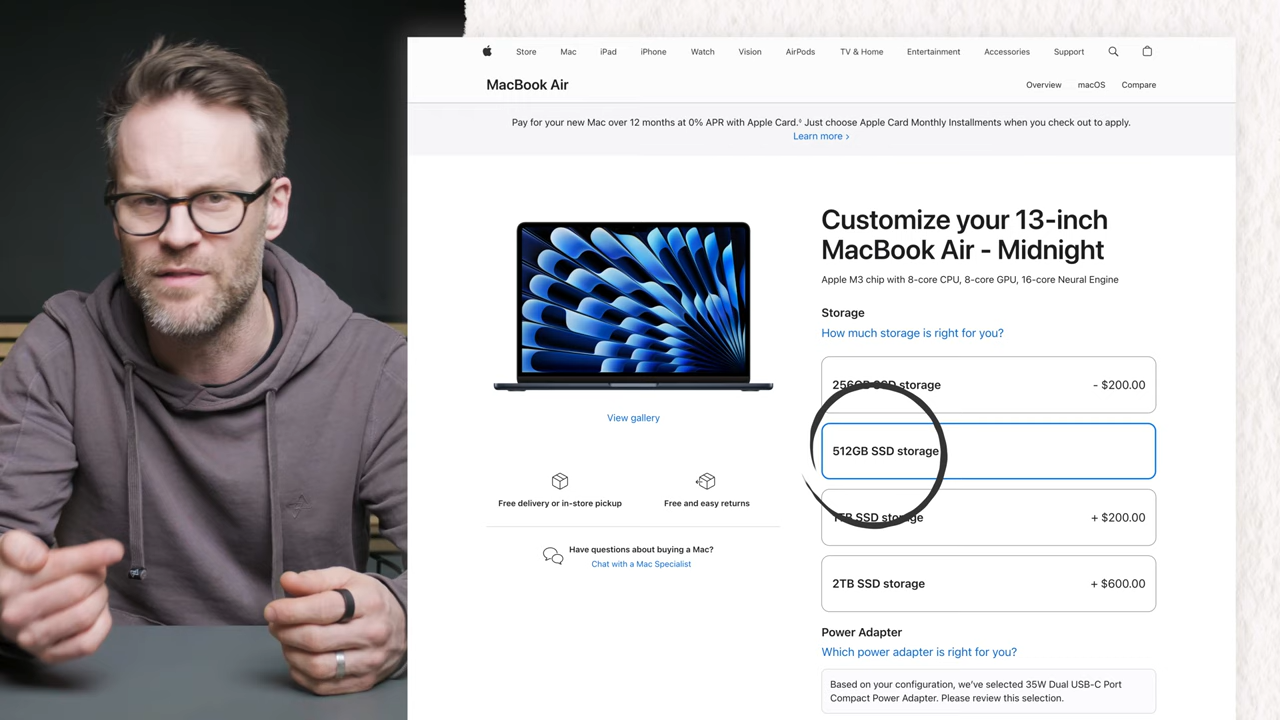 Store Mac iPad iPhone Watch Vision AirPods TV & Home Entertainment Accessories Support
MacBook Air
Overview macOS Compare
Pay for your new Mac over 12 months at 0% APR with Apple Card.◊ Just choose Apple Card Monthly Installments when you check out to apply.
Learn more >
Customize your 13-inch
MacBook Air - Midnight
Apple M3 chip with 8-core CPU, 8-core GPU, 16-core Neural Engine
Storage
How much storage is right for you?
256GB SSD storage - $200.00
512GB SSD storage
1TB SSD storage + $200.00
2TB SSD storage + $600.00
View gallery
Free delivery or in-store pickup
Free and easy returns
Have questions about buying a Mac?
Chat with a Mac Specialist
Power Adapter
Which power adapter is right for you?
Based on your configuration, we've selected 35W Dual USB-C Port
Compact Power Adapter. Please review this selection.